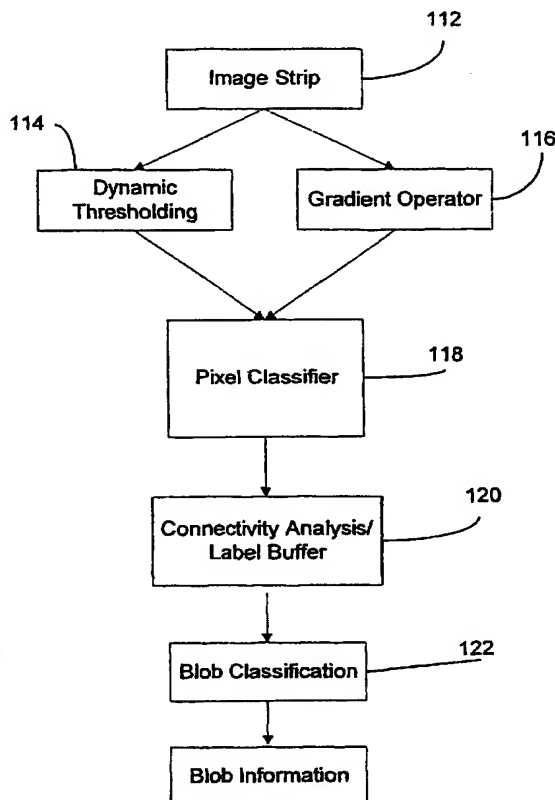 112
Image Strip
114
116
Dynamic
Thresholding
Gradient Operator
118
Pixel Classifier
120
Connectivity Analysis/
Label Buffer
122
Blob Classification
Blob Information